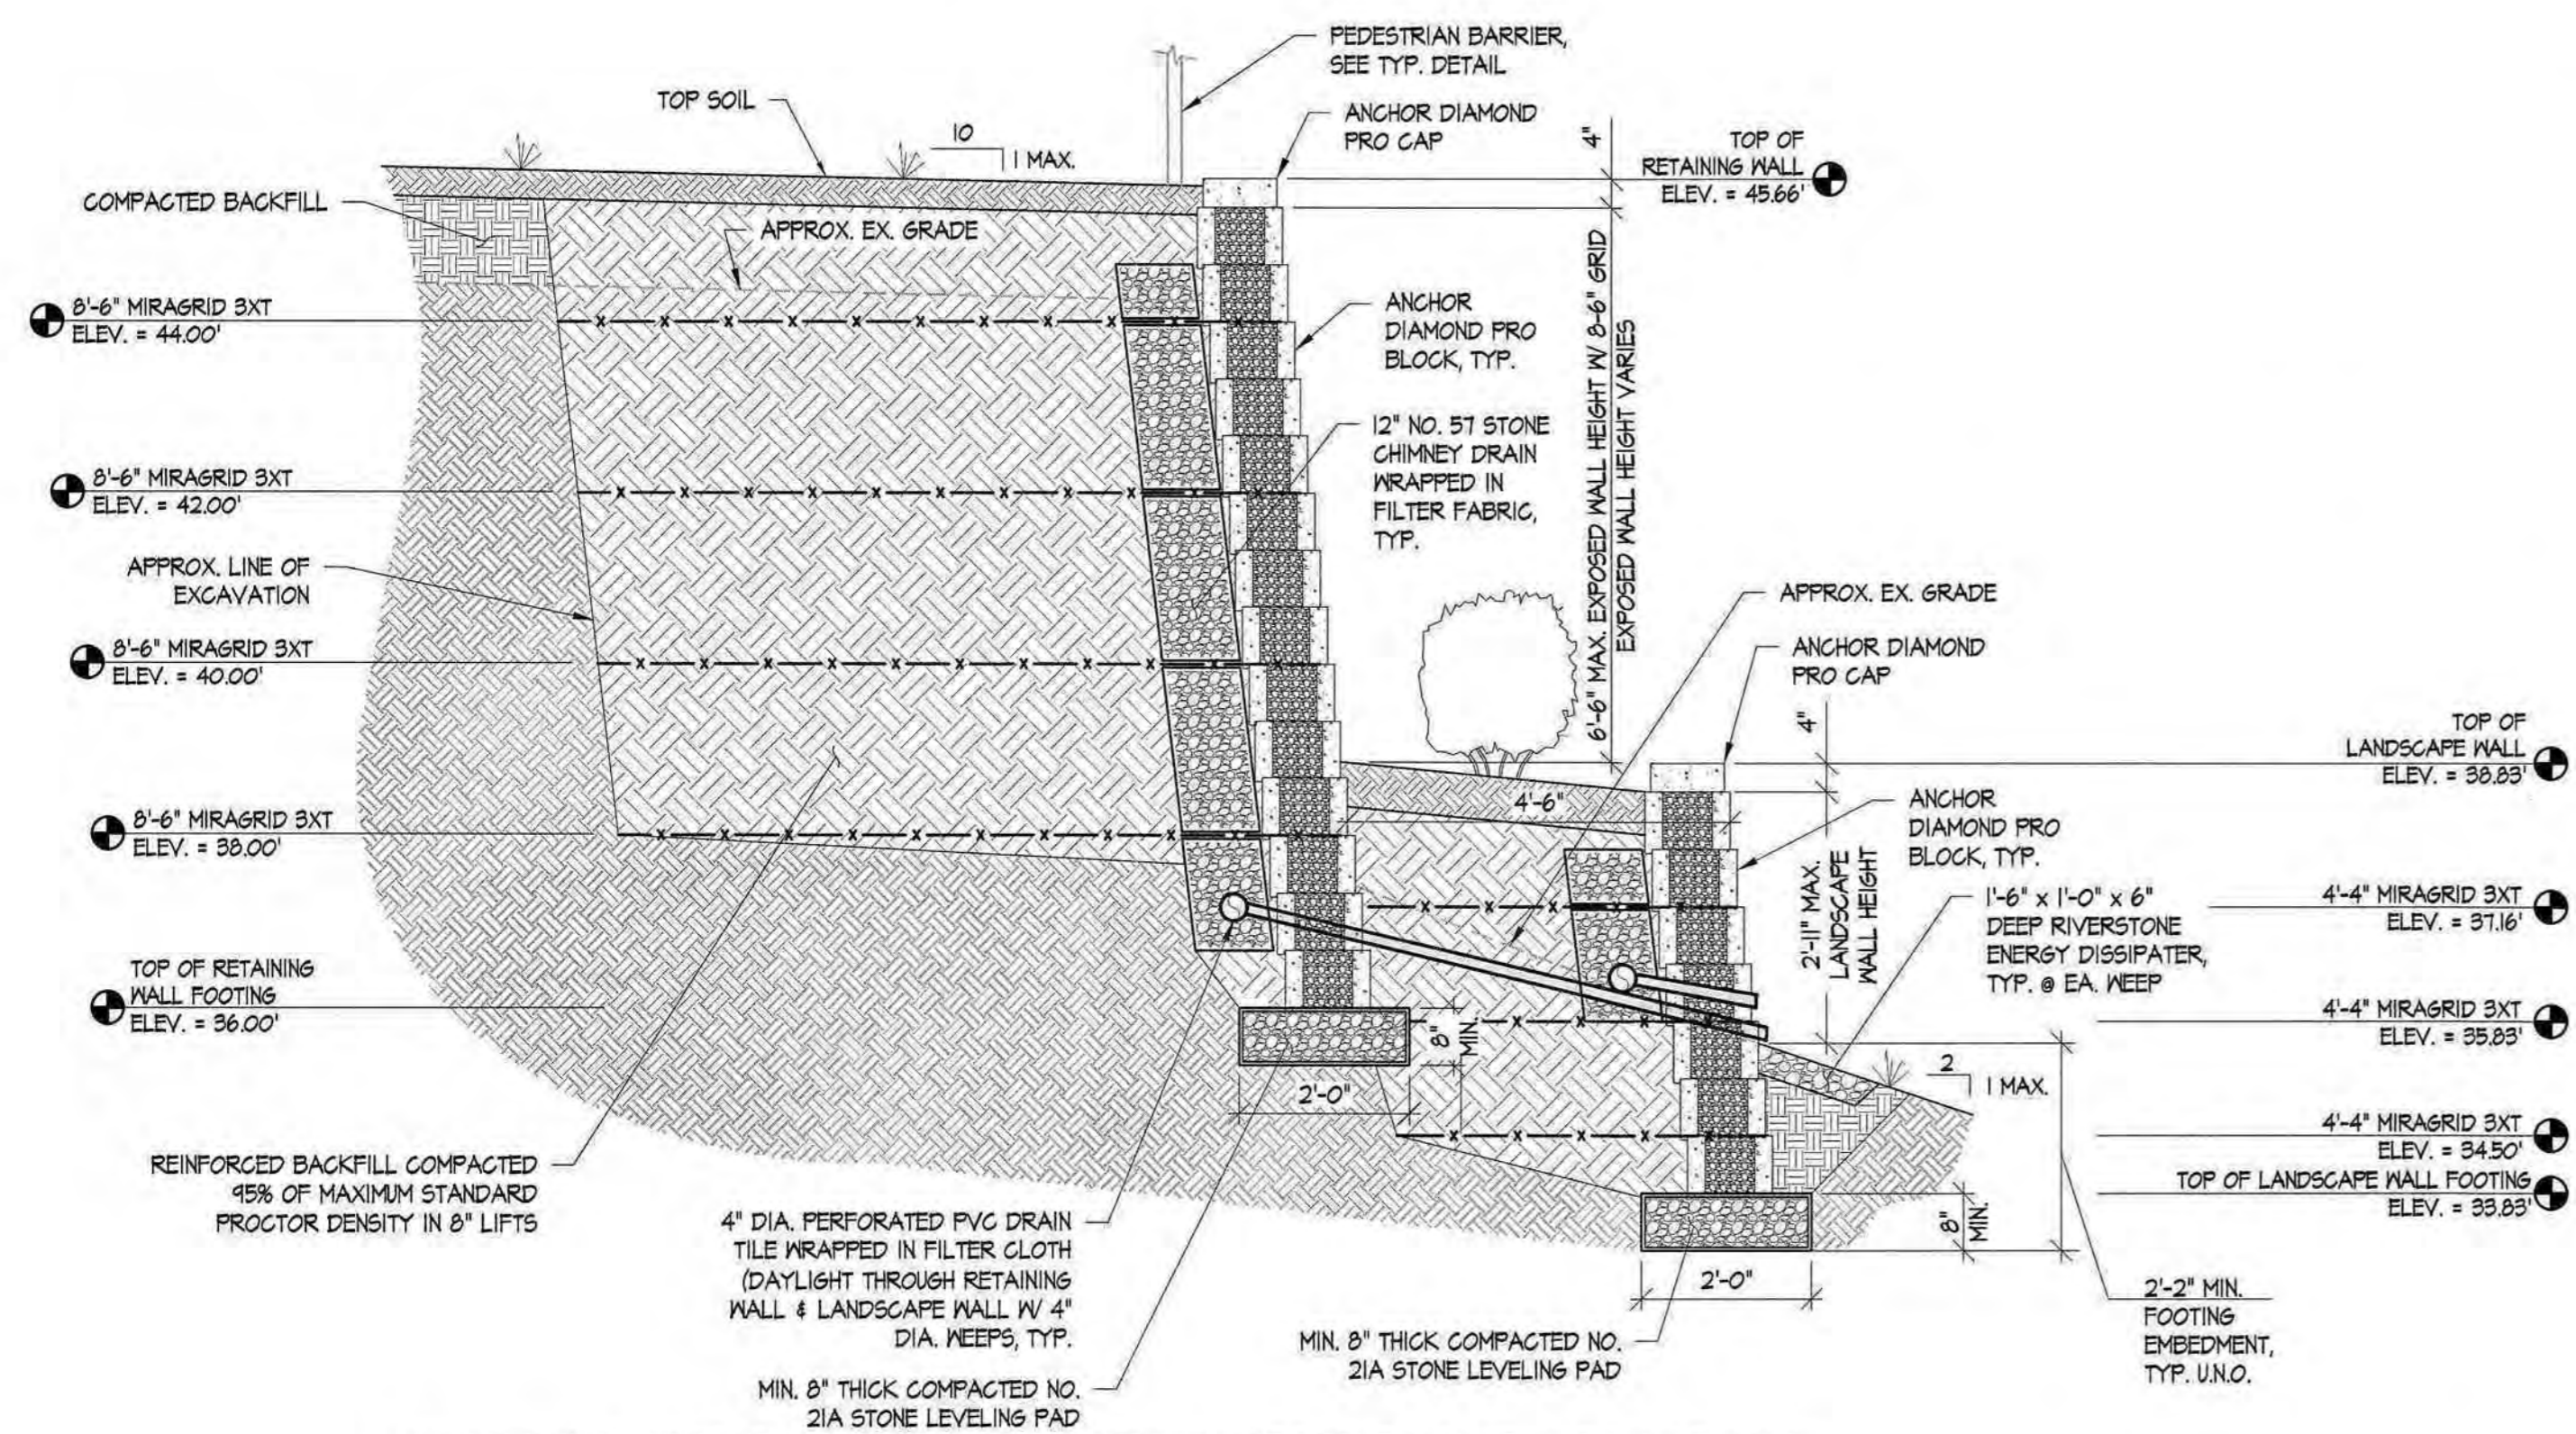 PEDESTRIAN BARRIER,
SEE TYP. DETAIL
TOP SOIL
10
1 MAX.
ANCHOR DIAMOND
PRO CAP
4"
TOP OF
RETAINING WALL
ELEV. = 45.66'
COMPACTED BACKFILL
APPROX. EX. GRADE
8'-6" MIRAGRID 3XT
ELEV. = 44.00'
ANCHOR
DIAMOND PRO
BLOCK, TYP.
6'-6" MAX. EXPOSED WALL HEIGHT W/ 8'-6" GRID
EXPOSED WALL HEIGHT VARIES
12" NO. 57 STONE
CHIMNEY DRAIN
WRAPPED IN
FILTER FABRIC,
TYP.
8'-6" MIRAGRID 3XT
ELEV. = 42.00'
APPROX. LINE OF
EXCAVATION
APPROX. EX. GRADE
8'-6" MIRAGRID 3XT
ELEV. = 40.00'
ANCHOR DIAMOND
PRO CAP
4"
TOP OF
LANDSCAPE WALL
ELEV. = 38.83'
8'-6" MIRAGRID 3XT
ELEV. = 38.00'
4'-6"
ANCHOR
DIAMOND PRO
BLOCK, TYP.
2'-11" MAX.
LANDSCAPE
WALL HEIGHT
1'-6" x 1'-0" x 6"
DEEP RIVERSTONE
ENERGY DISSIPATER,
TYP. @ EA. WEEP
4'-4" MIRAGRID 3XT
ELEV. = 37.16'
TOP OF RETAINING
WALL FOOTING
ELEV. = 36.00'
4'-4" MIRAGRID 3XT
ELEV. = 35.83'
8"
MIN.
2'-0"
2
1 MAX.
4'-4" MIRAGRID 3XT
ELEV. = 34.50'
TOP OF LANDSCAPE WALL FOOTING
ELEV. = 33.83'
REINFORCED BACKFILL COMPACTED
95% OF MAXIMUM STANDARD
PROCTOR DENSITY IN 8" LIFTS
4" DIA. PERFORATED PVC DRAIN
TILE WRAPPED IN FILTER CLOTH
(DAYLIGHT THROUGH RETAINING
WALL & LANDSCAPE WALL W/ 4"
DIA. WEEPS, TYP.
8"
MIN.
2'-0"
2'-2" MIN.
FOOTING
EMBEDMENT,
TYP. U.N.O.
MIN. 8" THICK COMPACTED NO.
21A STONE LEVELING PAD
MIN. 8" THICK COMPACTED NO.
21A STONE LEVELING PAD